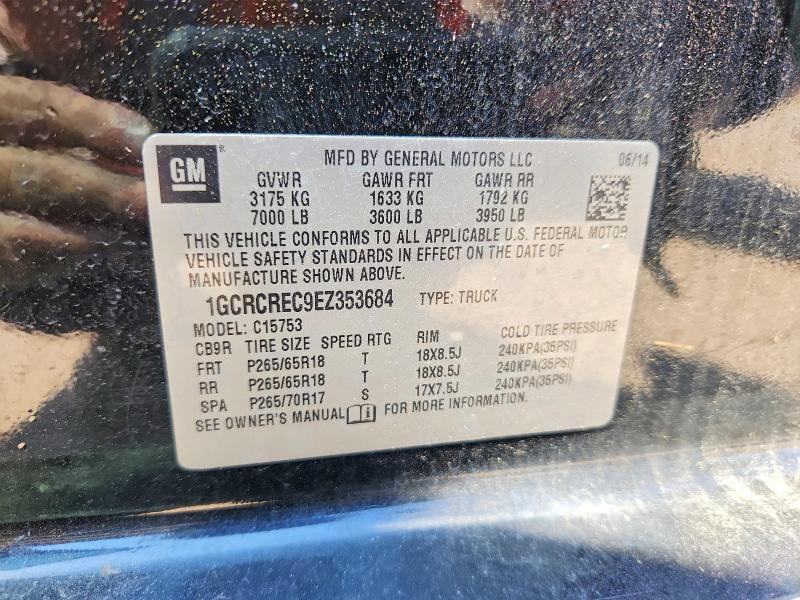 GM ® MFD BY GENERAL MOTORS LLC 06/14
GVWR GAWR FRT GAWR RR
3175 KG 1633 KG 1792 KG
7000 LB 3600 LB 3950 LB
THIS VEHICLE CONFORMS TO ALL APPLICABLE U.S. FEDERAL MOTOR
VEHICLE SAFETY STANDARDS IN EFFECT ON THE DATE OF
MANUFACTURE SHOWN ABOVE.
1GCRCREC9EZ353684 TYPE: TRUCK
MODEL: C15753
CB9R TIRE SIZE SPEED RTG RIM COLD TIRE PRESSURE
FRT P265/65R18 T 18X8.5J 240KPA(35PSI)
RR P265/65R18 T 18X8.5J 240KPA(35PSI)
SPA P265/70R17 S 17X7.5J 240KPA(35PSI)
SEE OWNER'S MANUAL FOR MORE INFORMATION.